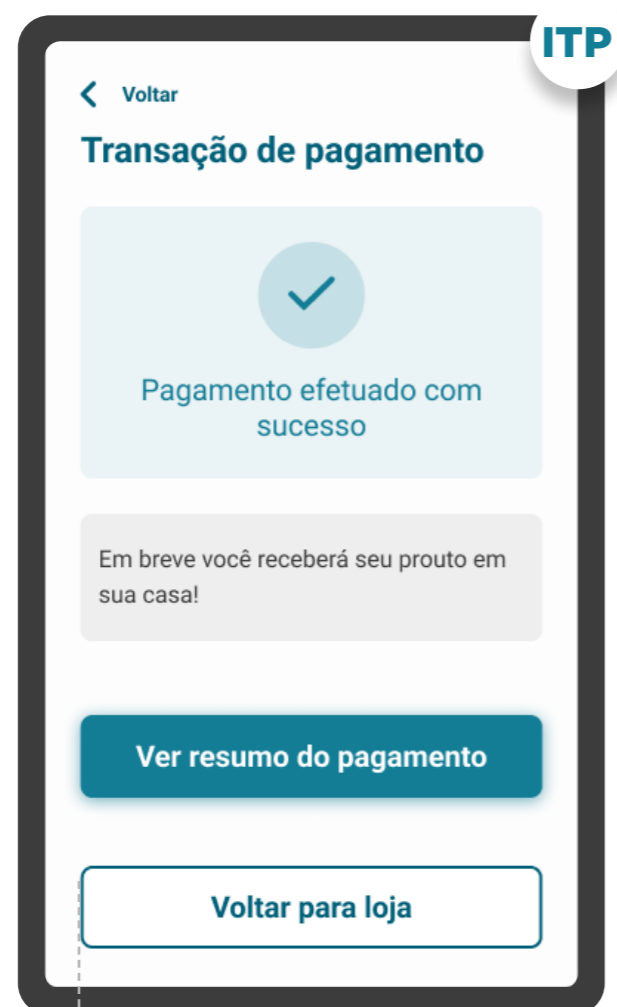 ITP
Voltar
Transação de pagamento
Pagamento efetuado com
sucesso
Em breve você receberá seu prouto em
sua casa!
Ver resumo do pagamento
Voltar para loja